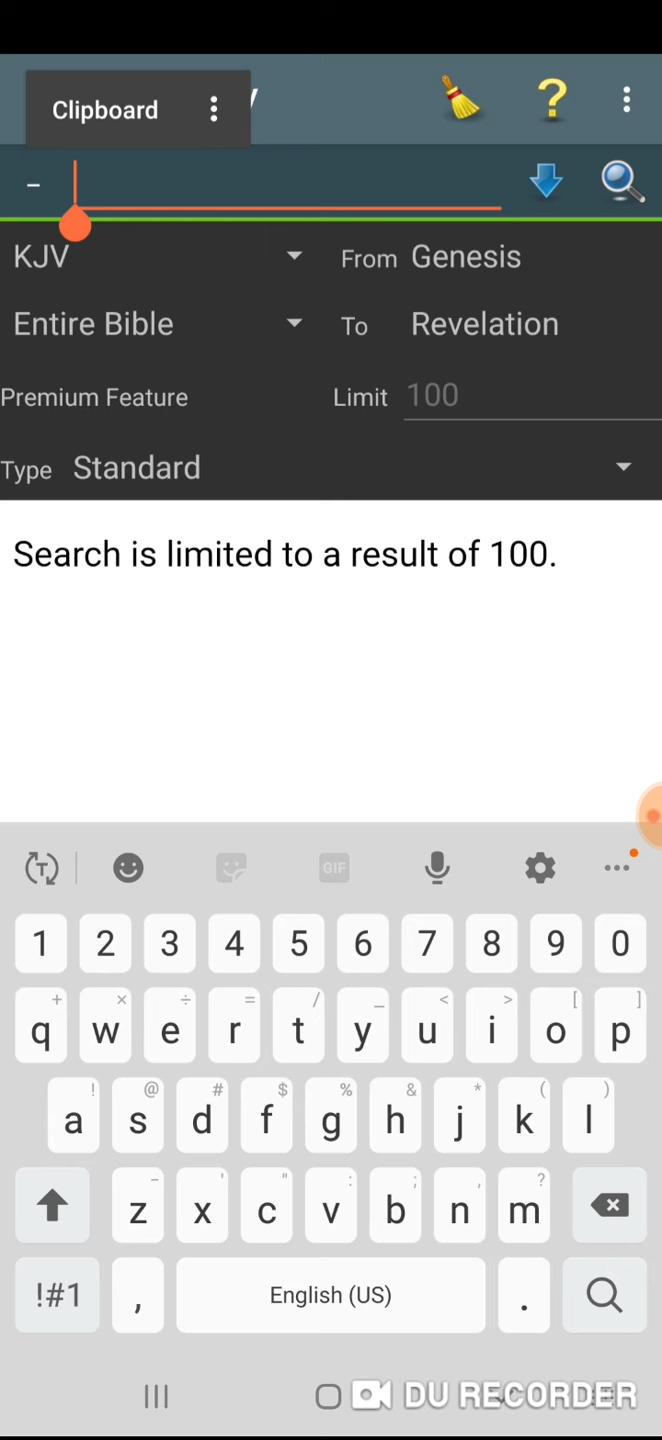 Clipboard
KJV From Genesis
Entire Bible To Revelation
Premium Feature Limit 100
Type Standard
Search is limited to a result of 100.
GIF
1 2 3 4 5 6 7 8 9 0
+ × ÷ = / _ < > [ ]
q w e r t y u i o p
! @ # $ % & * ( )
a s d f g h j k l
- ' " : ; , ?
z x c v b n m
!#1 , English (US) .
DU RECORDER